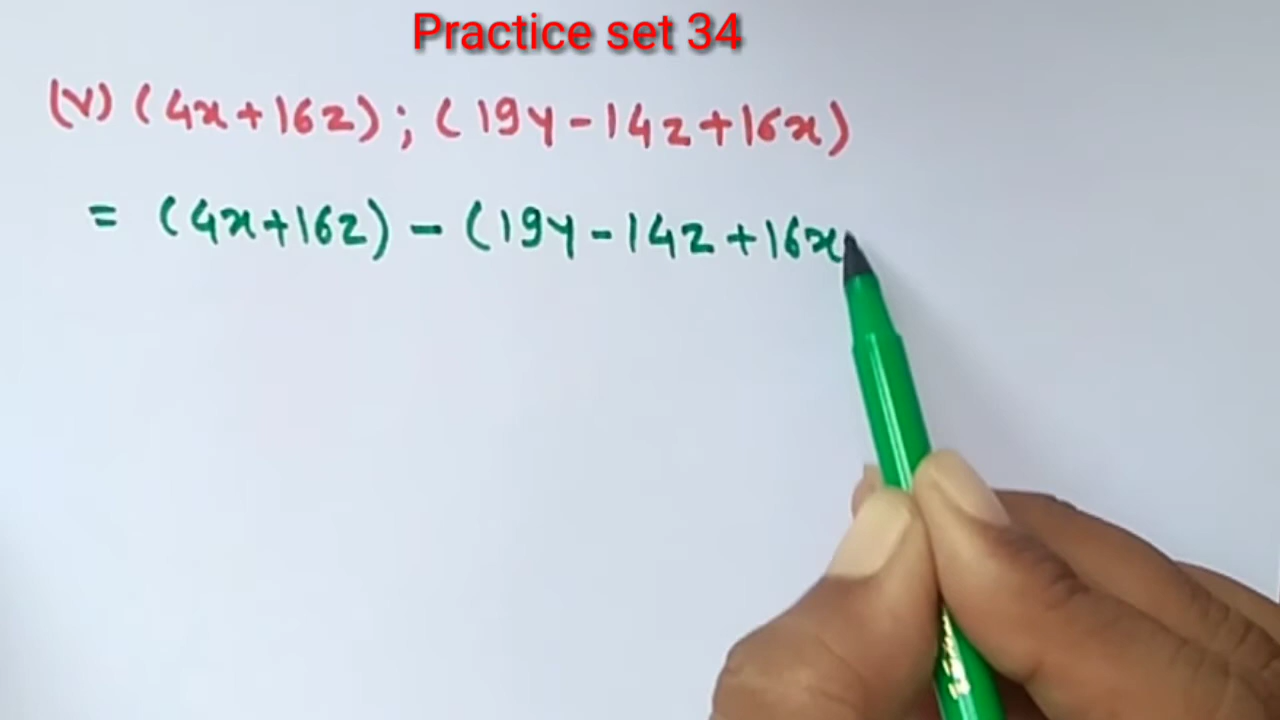 Practice set 34
(v) (4x+16z) ; (19y-14z+16x)
= (4x+16z) - (19y-14z+16x